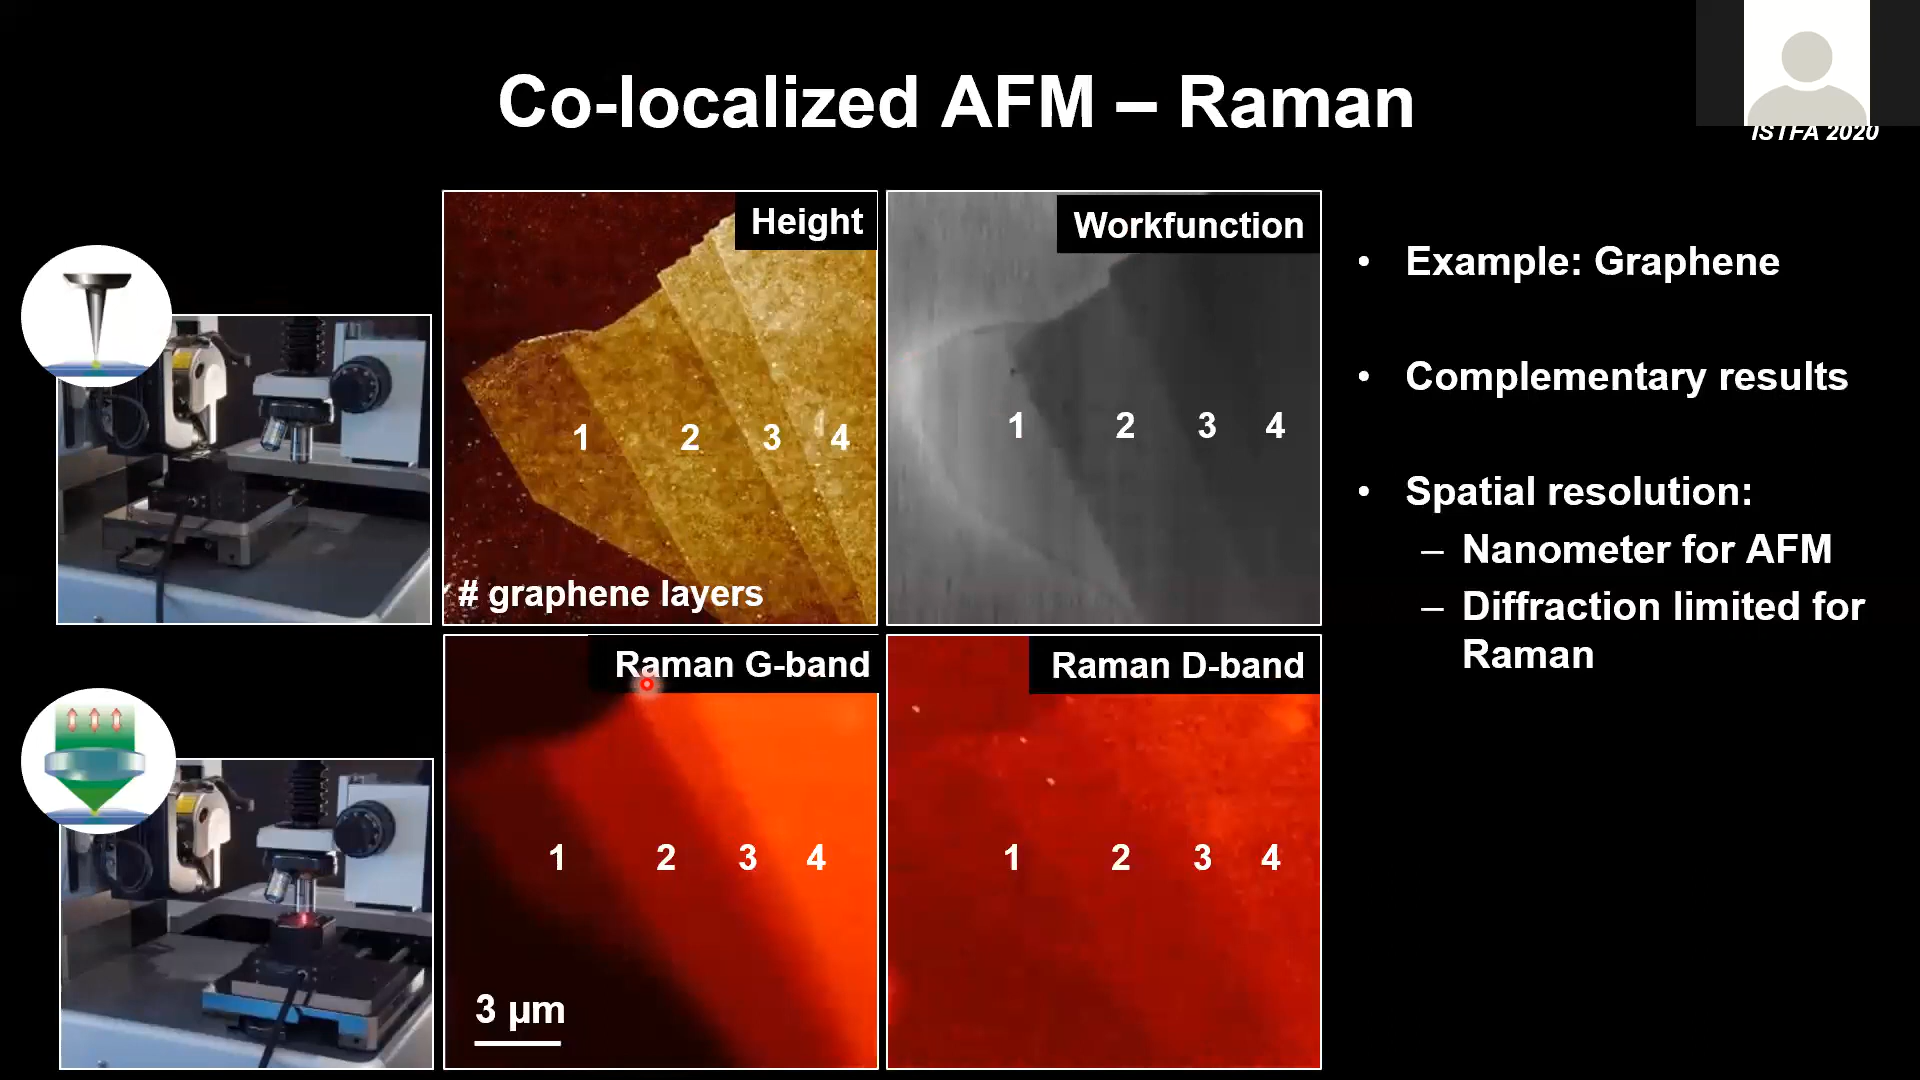 Co-localized AFM – Raman
ISTFA 2020
Height
1 2 3 4
# graphene layers
Workfunction
1 2 3 4
Raman G-band
1 2 3 4
3 µm
Raman D-band
1 2 3 4
• Example: Graphene
• Complementary results
• Spatial resolution:
– Nanometer for AFM
– Diffraction limited for
Raman